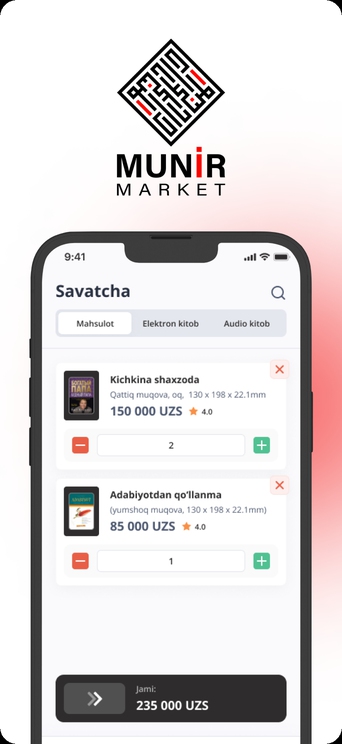 MUNİR
MARKET
9:41
Savatcha
Mahsulot
Elektron kitob
Audio kitob
Kichkina shaxzoda
Qattiq muqova, oq, 130 x 198 x 22.1mm
150 000 UZS
4.0
2
Adabiyotdan qo‘llanma
(yumshoq muqova, 130 x 198 x 22.1mm)
85 000 UZS
4.0
1
Jami:
235 000 UZS